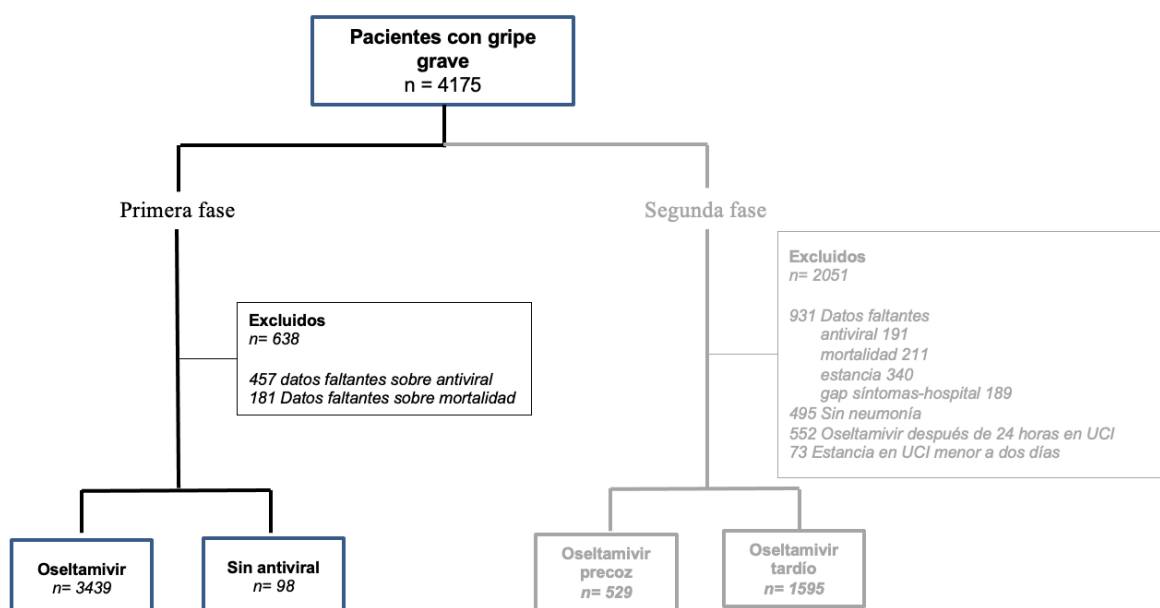 Pacientes con gripe
grave
n = 4175
Primera fase
Excluidos
n= 638
457 datos faltantes sobre antiviral
181 Datos faltantes sobre mortalidad
Oseltamivir
n= 3439
Sin antiviral
n= 98
Segunda fase
Excluidos
n= 2051
931 Datos faltantes
antiviral 191
mortalidad 211
estancia 340
gap síntomas-hospital 189
495 Sin neumonía
552 Oseltamivir después de 24 horas en UCI
73 Estancia en UCI menor a dos días
Oseltamivir
precoz
n= 529
Oseltamivir
tardío
n= 1595